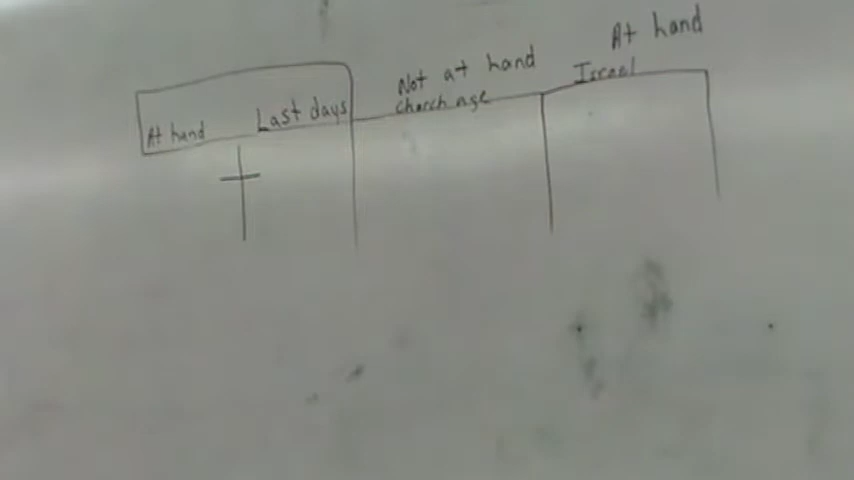 At hand
Last days
Not at hand
church age
At hand
Israel